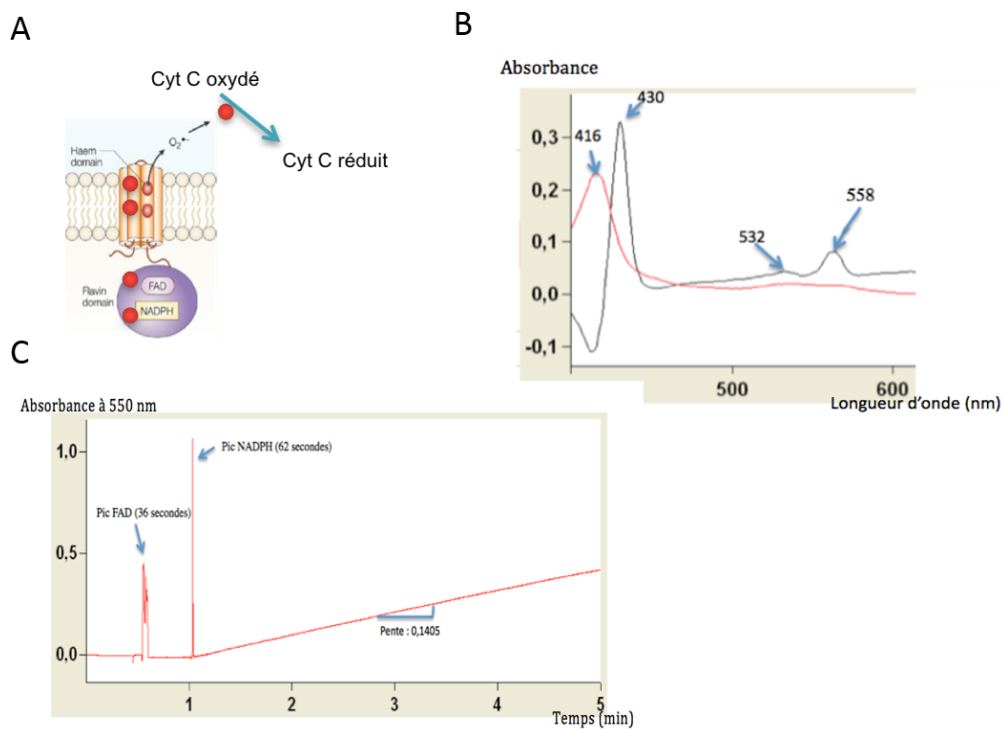 A
Cyt C oxydé
O₂•-
Haem
domain
Cyt C réduit
Flavin
domain
FAD
NADPH
B
Absorbance
430
416
558
532
0,3
0,2
0,1
0,0
-0,1
500
600
Longueur d'onde (nm)
C
Absorbance à 550 nm
Pic NADPH (62 secondes)
Pic FAD (36 secondes)
1,0
0,5
0,0
Pente : 0,1405
1
2
3
4
5
Temps (min)